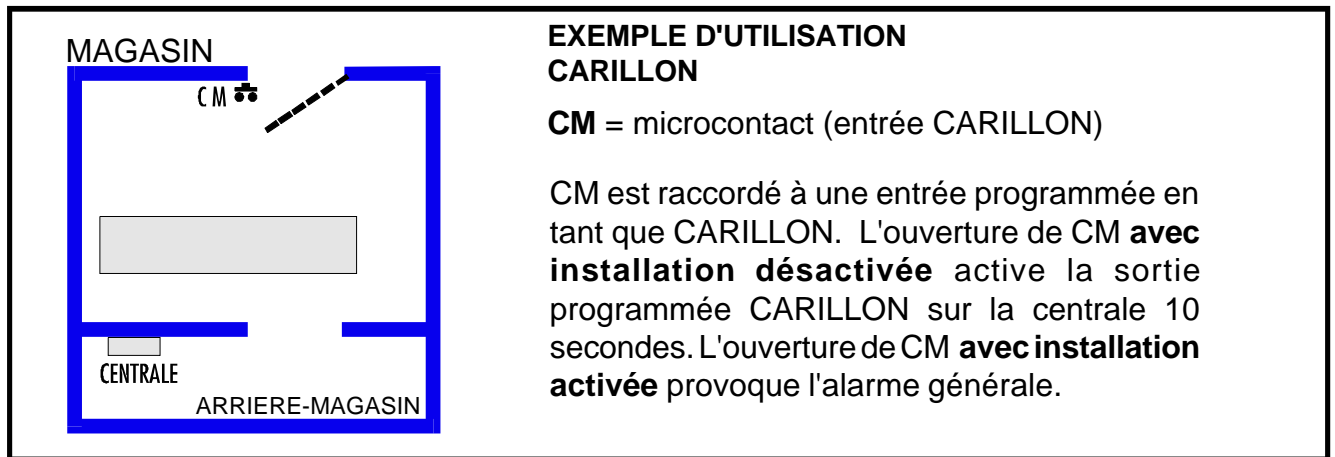 MAGASIN
CM
CENTRALE
ARRIERE-MAGASIN
EXEMPLE D'UTILISATION
CARILLON
CM = microcontact (entrée CARILLON)
CM est raccordé à une entrée programmée en
tant que CARILLON. L'ouverture de CM avec
installation désactivée active la sortie
programmée CARILLON sur la centrale 10
secondes. L'ouverture de CM avec installation
activée provoque l'alarme générale.